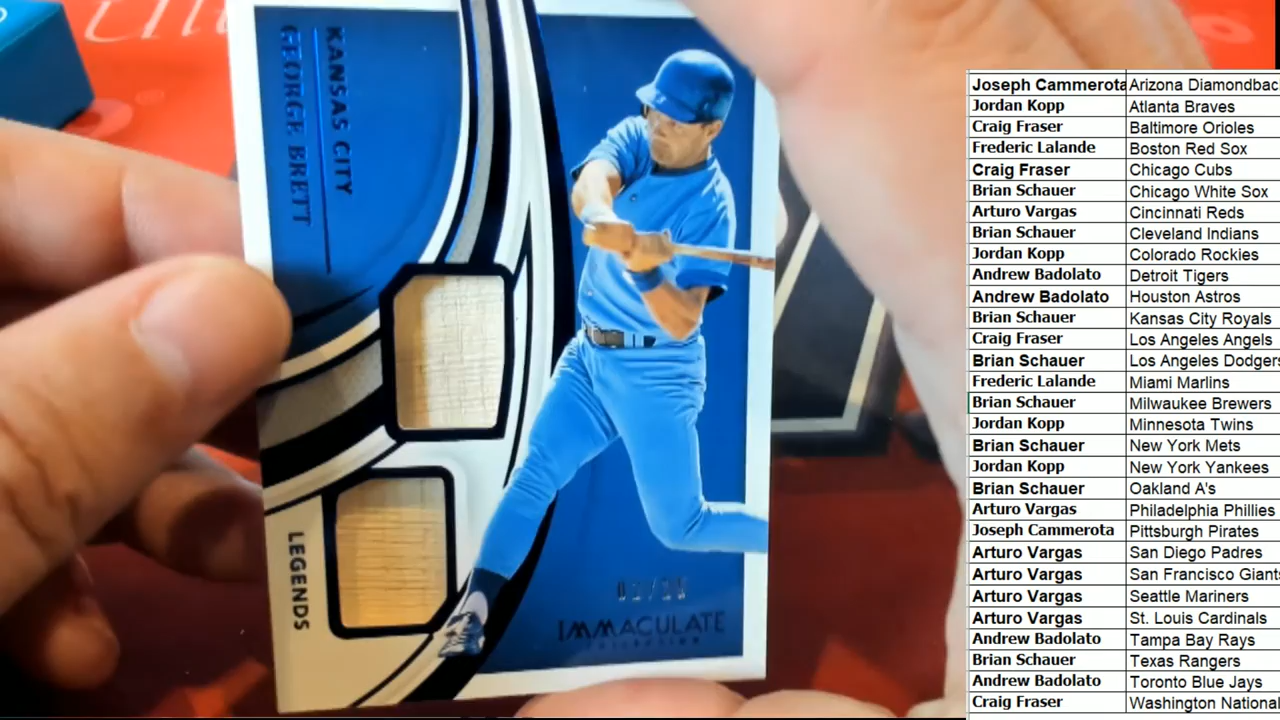 KANSAS CITY
GEORGE BRETT
LEGENDS
IMMACULATE
COLLECTION
Joseph Cammerota Arizona Diamondbac
Jordan Kopp Atlanta Braves
Craig Fraser Baltimore Orioles
Frederic Lalande Boston Red Sox
Craig Fraser Chicago Cubs
Brian Schauer Chicago White Sox
Arturo Vargas Cincinnati Reds
Brian Schauer Cleveland Indians
Jordan Kopp Colorado Rockies
Andrew Badolato Detroit Tigers
Andrew Badolato Houston Astros
Brian Schauer Kansas City Royals
Craig Fraser Los Angeles Angels
Brian Schauer Los Angeles Dodgers
Frederic Lalande Miami Marlins
Brian Schauer Milwaukee Brewers
Jordan Kopp Minnesota Twins
Brian Schauer New York Mets
Jordan Kopp New York Yankees
Brian Schauer Oakland A's
Arturo Vargas Philadelphia Phillies
Joseph Cammerota Pittsburgh Pirates
Arturo Vargas San Diego Padres
Arturo Vargas San Francisco Giants
Arturo Vargas Seattle Mariners
Arturo Vargas St. Louis Cardinals
Andrew Badolato Tampa Bay Rays
Brian Schauer Texas Rangers
Andrew Badolato Toronto Blue Jays
Craig Fraser Washington National